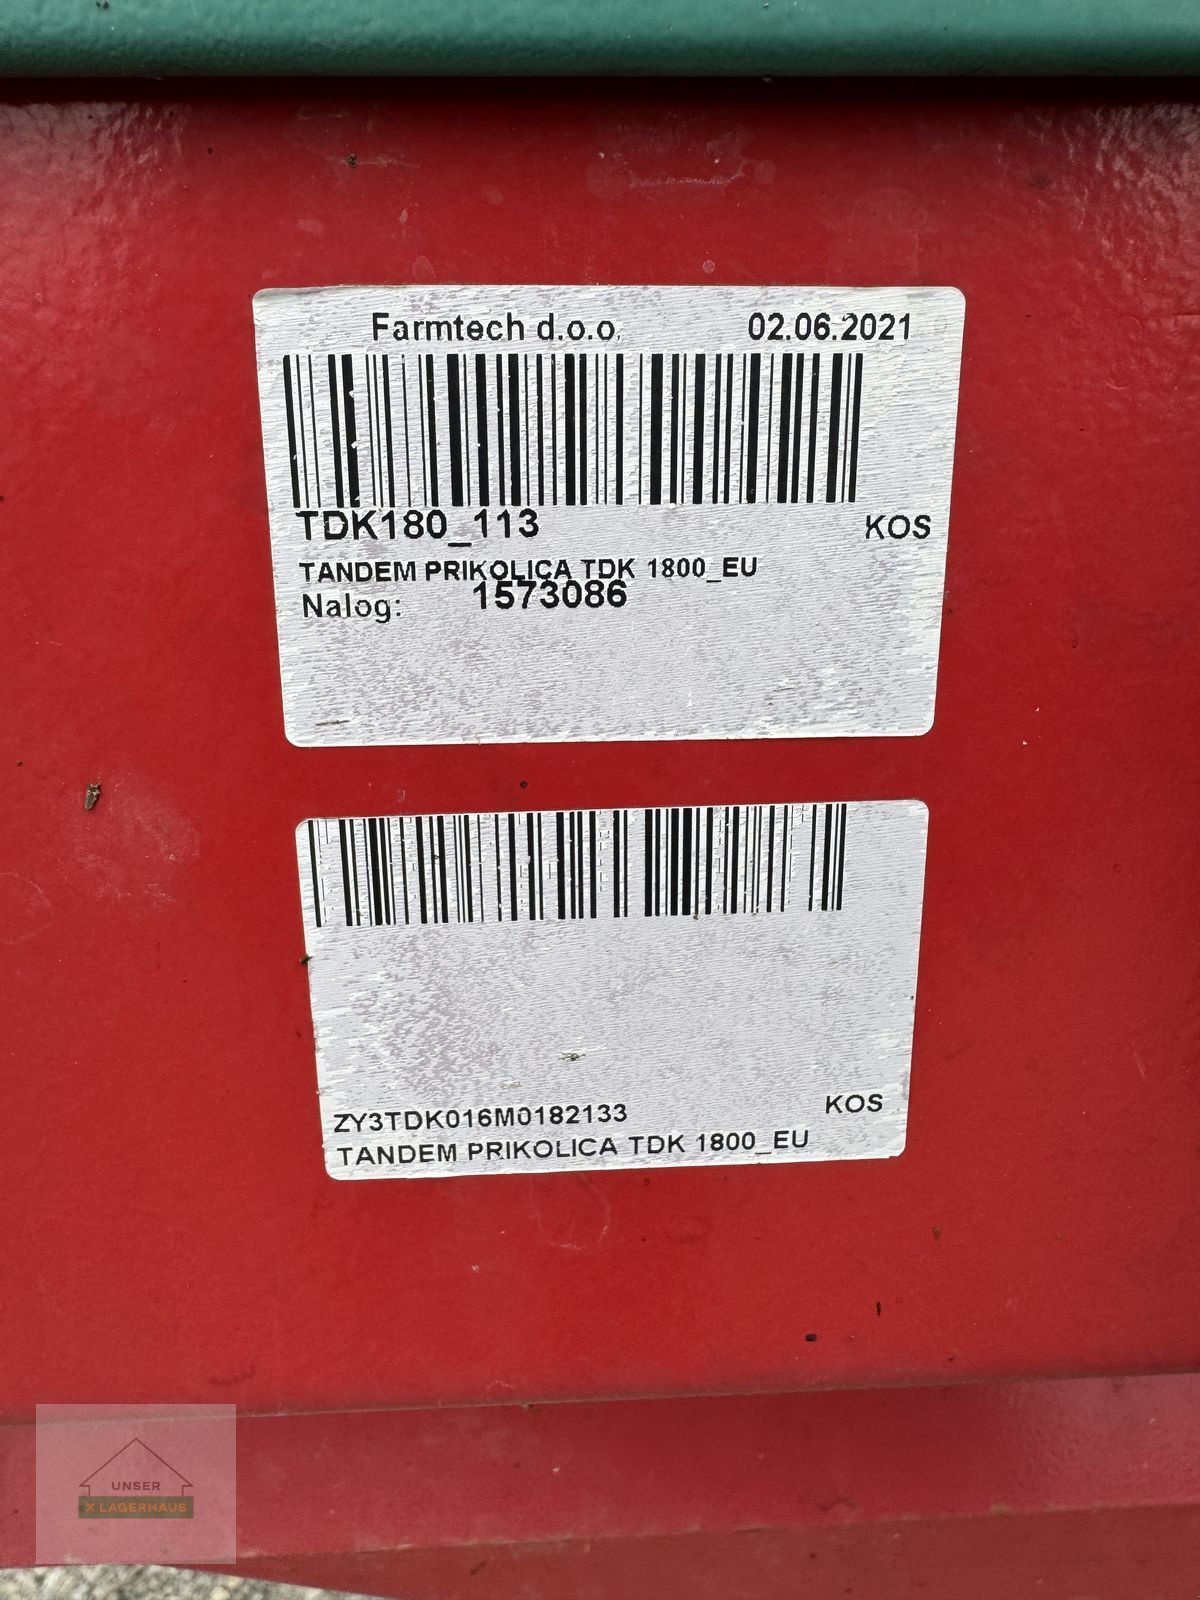 Farmtech d.o.o. 02.06.2021
TDK180_113 KOS
TANDEM PRIKOLICA TDK 1800_EU
Nalog: 1573086
ZY3TDK016M0182133 KOS
TANDEM PRIKOLICA TDK 1800_EU
UNSER
X LAGERHAUS